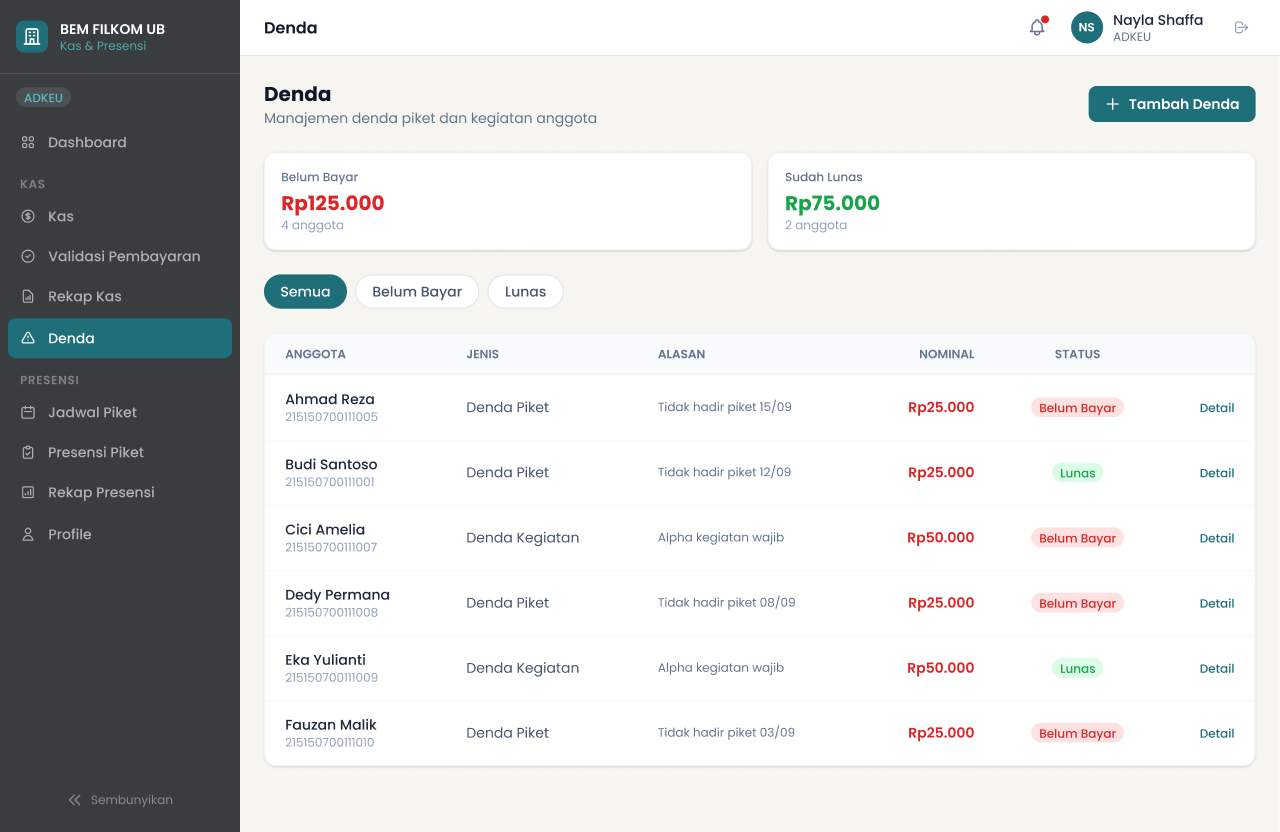 BEM FILKOM UB
Kas & Presensi
ADKEU
Dashboard
KAS
Kas
Validasi Pembayaran
Rekap Kas
Denda
PRESENSI
Jadwal Piket
Presensi Piket
Rekap Presensi
Profile
Sembunyikan
Denda
NS
Nayla Shaffa
ADKEU
Denda
Manajemen denda piket dan kegiatan anggota
+ Tambah Denda
Belum Bayar
Rp125.000
4 anggota
Sudah Lunas
Rp75.000
2 anggota
Semua Belum Bayar Lunas
ANGGOTA JENIS ALASAN NOMINAL STATUS
Ahmad Reza
215150700111005
Denda Piket Tidak hadir piket 15/09 Rp25.000 Belum Bayar Detail
Budi Santoso
215150700111001
Denda Piket Tidak hadir piket 12/09 Rp25.000 Lunas Detail
Cici Amelia
215150700111007
Denda Kegiatan Alpha kegiatan wajib Rp50.000 Belum Bayar Detail
Dedy Permana
215150700111008
Denda Piket Tidak hadir piket 08/09 Rp25.000 Belum Bayar Detail
Eka Yulianti
215150700111009
Denda Kegiatan Alpha kegiatan wajib Rp50.000 Lunas Detail
Fauzan Malik
215150700111010
Denda Piket Tidak hadir piket 03/09 Rp25.000 Belum Bayar Detail